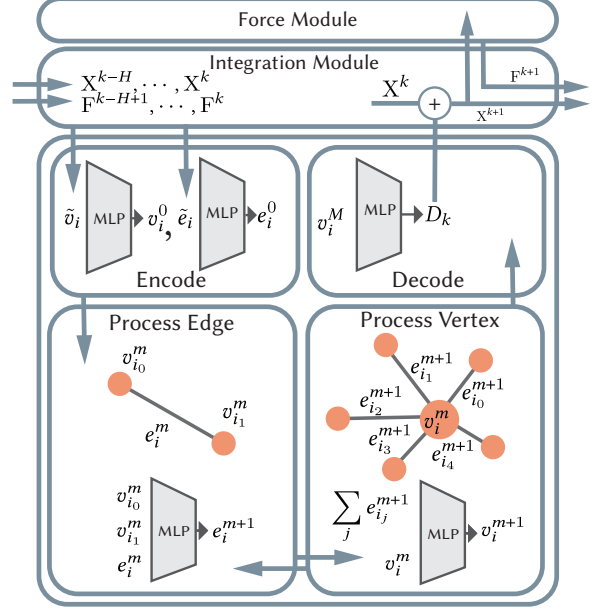 Force Module
Integration Module
X^{k−H}, ⋯ , X^k
F^{k−H+1}, ⋯ , F^k
X^k
+
F^{k+1}
X^{k+1}
ṽ_i
MLP
v_i^0,
ẽ_i
MLP
e_i^0
Encode
v_i^M
MLP
D_k
Decode
Process Edge
v_{i_0}^m
v_{i_1}^m
e_i^m
v_{i_0}^m
v_{i_1}^m
e_i^m
MLP
e_i^{m+1}
Process Vertex
e_{i_1}^{m+1}
e_{i_0}^{m+1}
e_{i_2}^{m+1}
v_i^m
e_{i_3}^{m+1}
e_{i_4}^{m+1}
∑_j e_{i_j}^{m+1}
v_i^m
MLP
v_i^{m+1}